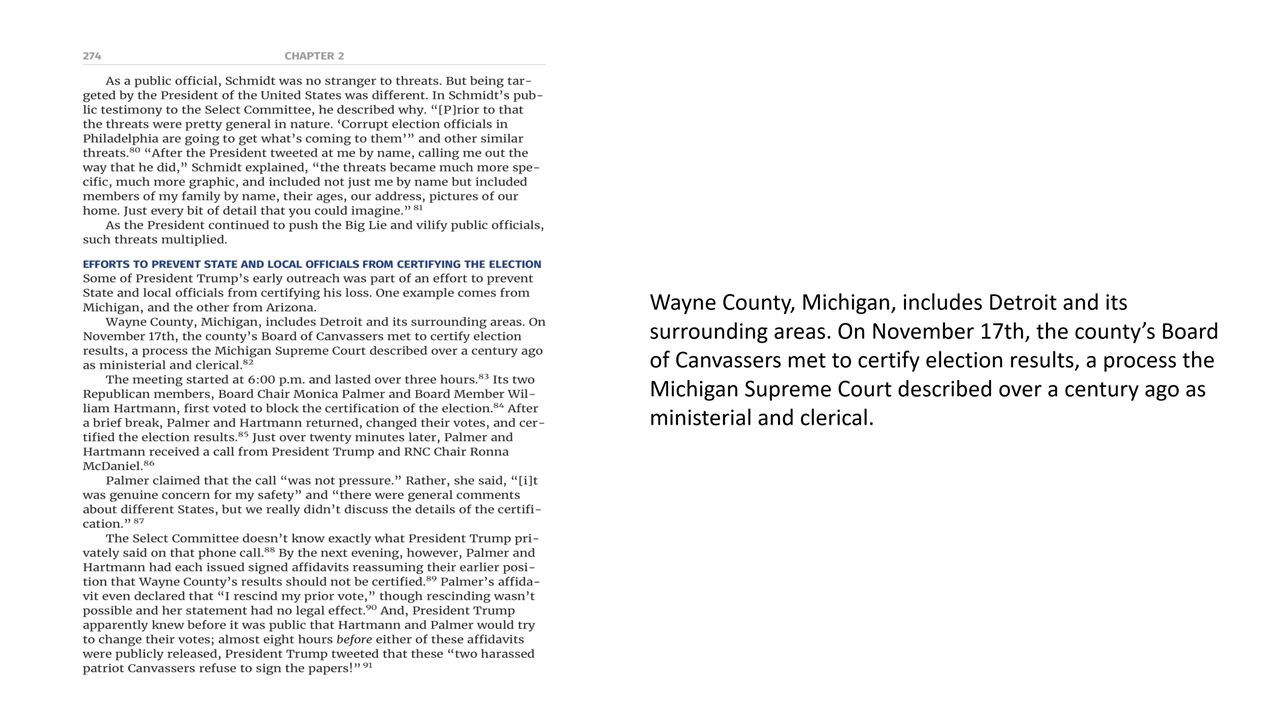 274
CHAPTER 2
As a public official, Schmidt was no stranger to threats. But being tar-
geted by the President of the United States was different. In Schmidt’s pub-
lic testimony to the Select Committee, he described why. “[P]rior to that
the threats were pretty general in nature. ‘Corrupt election officials in
Philadelphia are going to get what’s coming to them’” and other similar
threats.80 “After the President tweeted at me by name, calling me out the
way that he did,” Schmidt explained, “the threats became much more spe-
cific, much more graphic, and included not just me by name but included
members of my family by name, their ages, our address, pictures of our
home. Just every bit of detail that you could imagine.” 81
As the President continued to push the Big Lie and vilify public officials,
such threats multiplied.
EFFORTS TO PREVENT STATE AND LOCAL OFFICIALS FROM CERTIFYING THE ELECTION
Some of President Trump’s early outreach was part of an effort to prevent
State and local officials from certifying his loss. One example comes from
Michigan, and the other from Arizona.
Wayne County, Michigan, includes Detroit and its surrounding areas. On
November 17th, the county’s Board of Canvassers met to certify election
results, a process the Michigan Supreme Court described over a century ago
as ministerial and clerical.82
The meeting started at 6:00 p.m. and lasted over three hours.83 Its two
Republican members, Board Chair Monica Palmer and Board Member Wil-
liam Hartmann, first voted to block the certification of the election.84 After
a brief break, Palmer and Hartmann returned, changed their votes, and cer-
tified the election results.85 Just over twenty minutes later, Palmer and
Hartmann received a call from President Trump and RNC Chair Ronna
McDaniel.86
Palmer claimed that the call “was not pressure.” Rather, she said, “[i]t
was genuine concern for my safety” and “there were general comments
about different States, but we really didn’t discuss the details of the certifi-
cation.” 87
The Select Committee doesn’t know exactly what President Trump pri-
vately said on that phone call.88 By the next evening, however, Palmer and
Hartmann had each issued signed affidavits reassuming their earlier posi-
tion that Wayne County’s results should not be certified.89 Palmer’s affida-
vit even declared that “I rescind my prior vote,” though rescinding wasn’t
possible and her statement had no legal effect.90 And, President Trump
apparently knew before it was public that Hartmann and Palmer would try
to change their votes; almost eight hours before either of these affidavits
were publicly released, President Trump tweeted that these “two harassed
patriot Canvassers refuse to sign the papers!” 91
Wayne County, Michigan, includes Detroit and its
surrounding areas. On November 17th, the county’s Board
of Canvassers met to certify election results, a process the
Michigan Supreme Court described over a century ago as
ministerial and clerical.